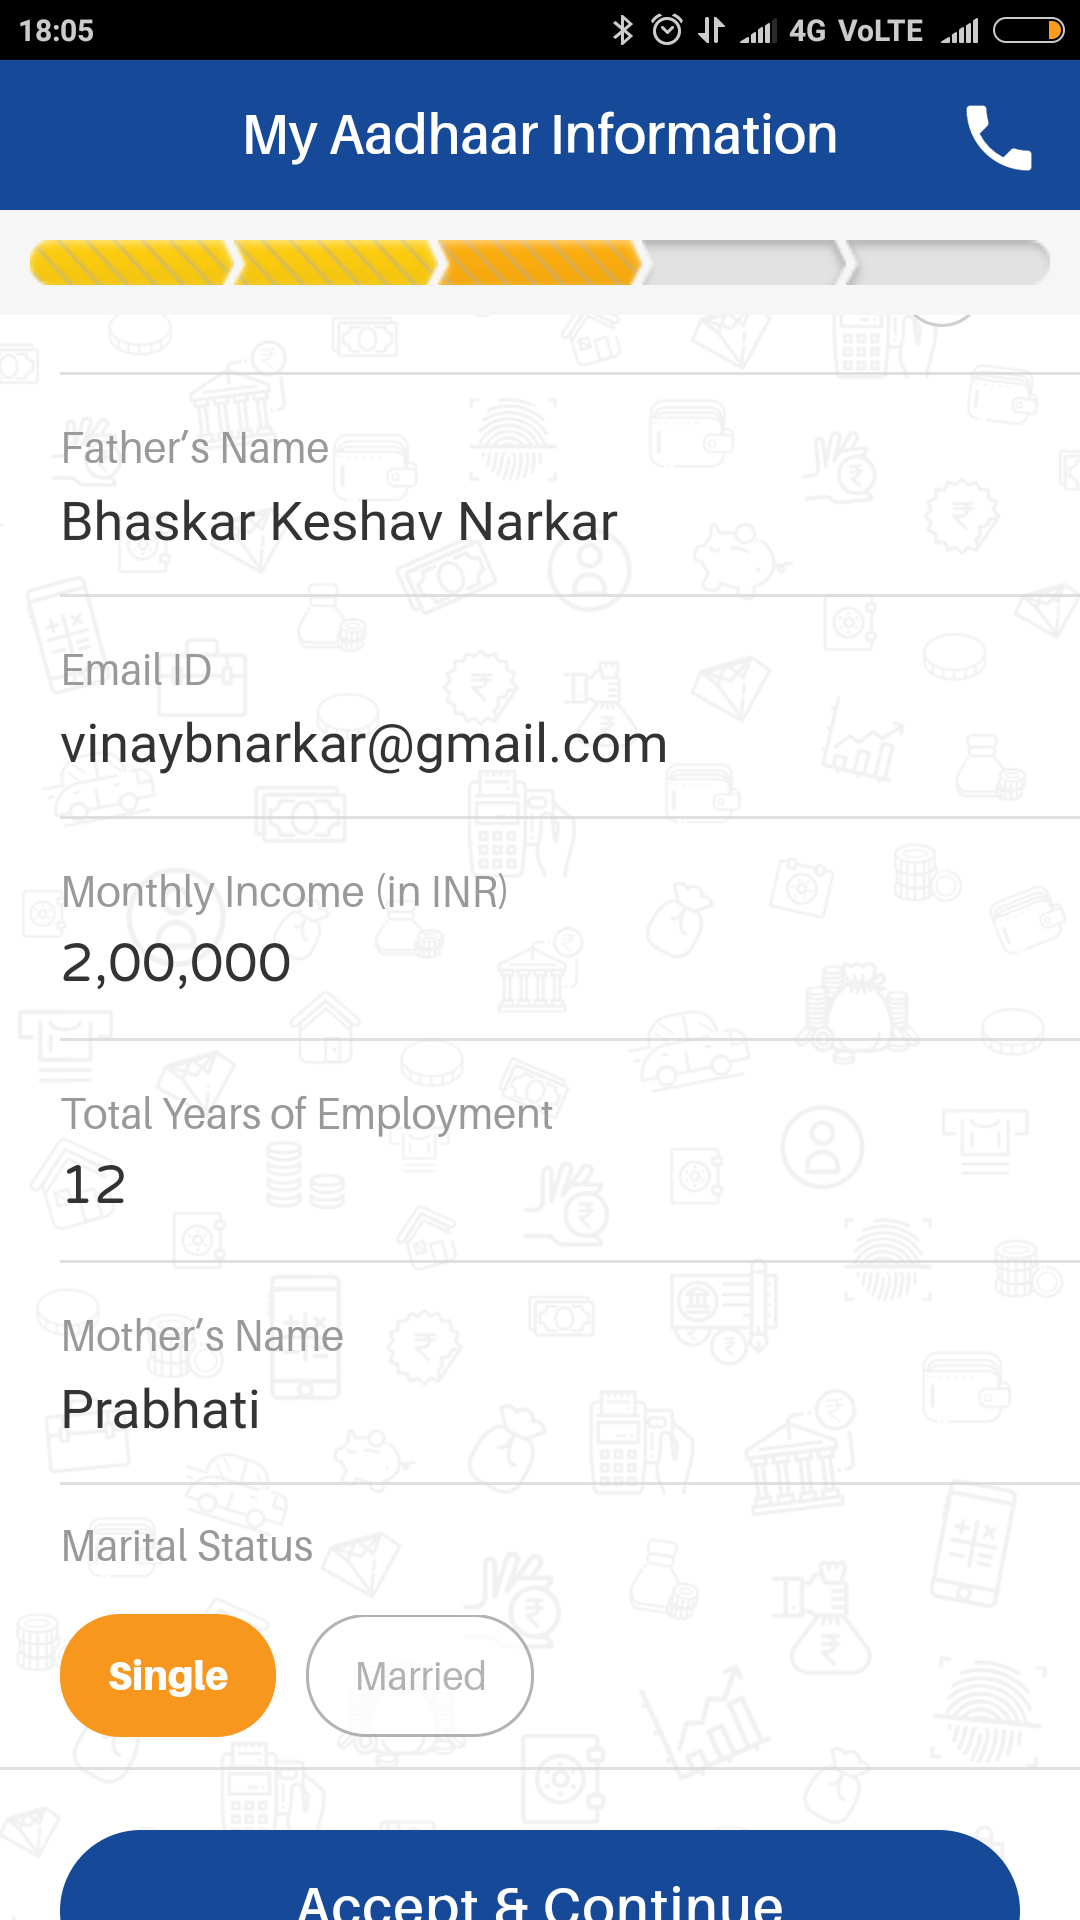 18:05 4G VoLTE
My Aadhaar Information
Father's Name
Bhaskar Keshav Narkar
Email ID
vinaybnarkar@gmail.com
Monthly Income (in INR)
2,00,000
Total Years of Employment
12
Mother's Name
Prabhati
Marital Status
Single Married
Accept & Continue